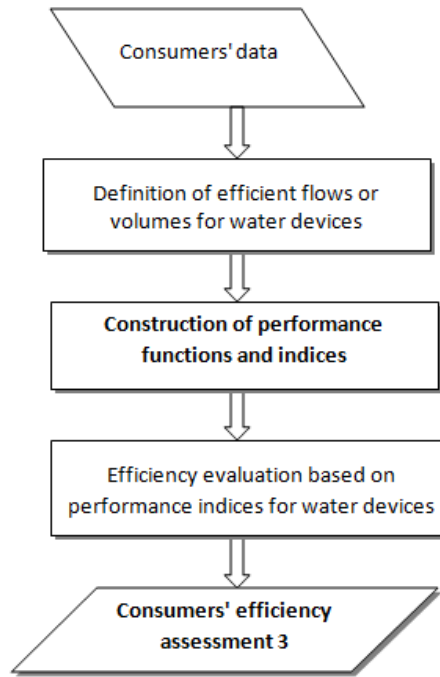 Consumers' data
Definition of efficient flows or
volumes for water devices
Construction of performance
functions and indices
Efficiency evaluation based on
performance indices for water devices
Consumers' efficiency
assessment 3